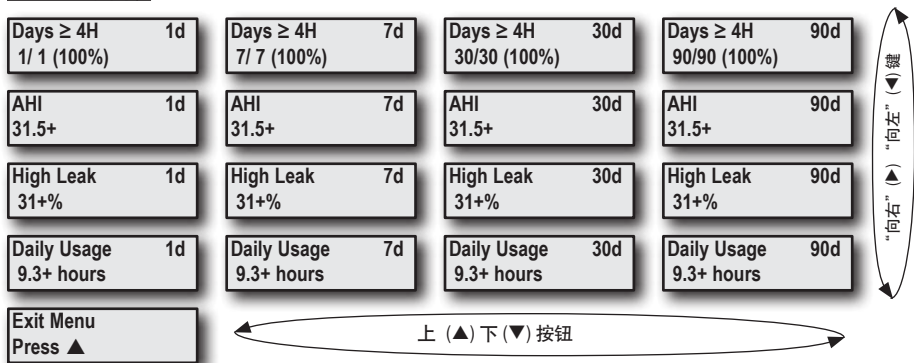 Days ≥ 4H 1d
1/ 1 (100%)
Days ≥ 4H 7d
7/ 7 (100%)
Days ≥ 4H 30d
30/30 (100%)
Days ≥ 4H 90d
90/90 (100%)
AHI 1d
31.5+
AHI 7d
31.5+
AHI 30d
31.5+
AHI 90d
31.5+
High Leak 1d
31+%
High Leak 7d
31+%
High Leak 30d
31+%
High Leak 90d
31+%
Daily Usage 1d
9.3+ hours
Daily Usage 7d
9.3+ hours
Daily Usage 30d
9.3+ hours
Daily Usage 90d
9.3+ hours
Exit Menu
Press ▲
上 (▲) 下 (▼) 按钮
“向右” (▶) “向左” (◀) 键